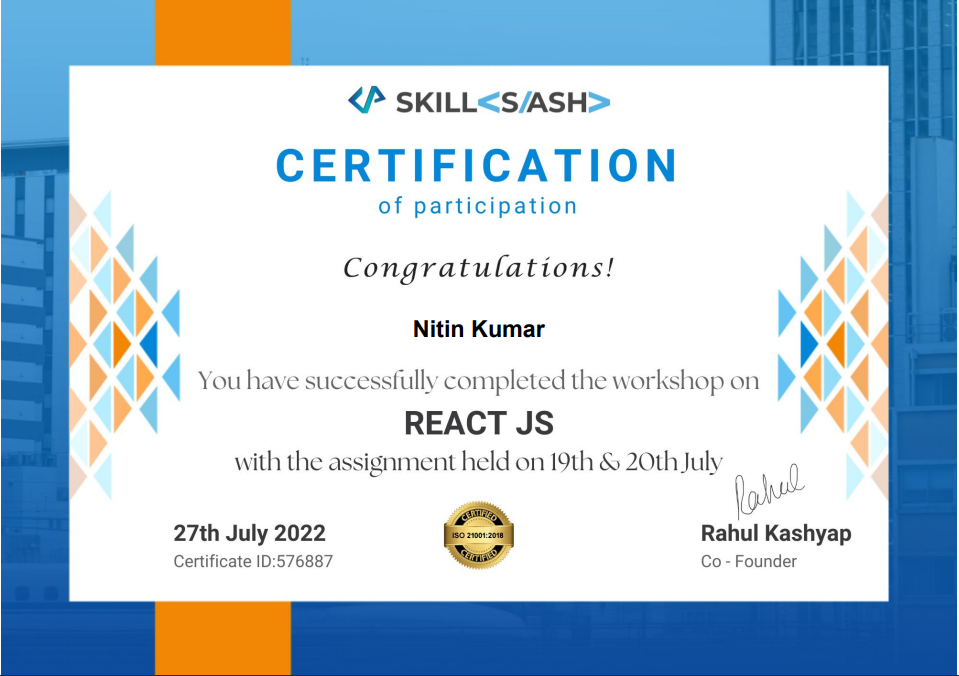 SKILL<S/ASH>
CERTIFICATION
of participation
Congratulations!
Nitin Kumar
You have successfully completed the workshop on
REACT JS
with the assignment held on 19th & 20th July
Rahul
27th July 2022
Certificate ID:576887
CERTIFIED
ISO 21001:2018
CERTIFIED
Rahul Kashyap
Co - Founder